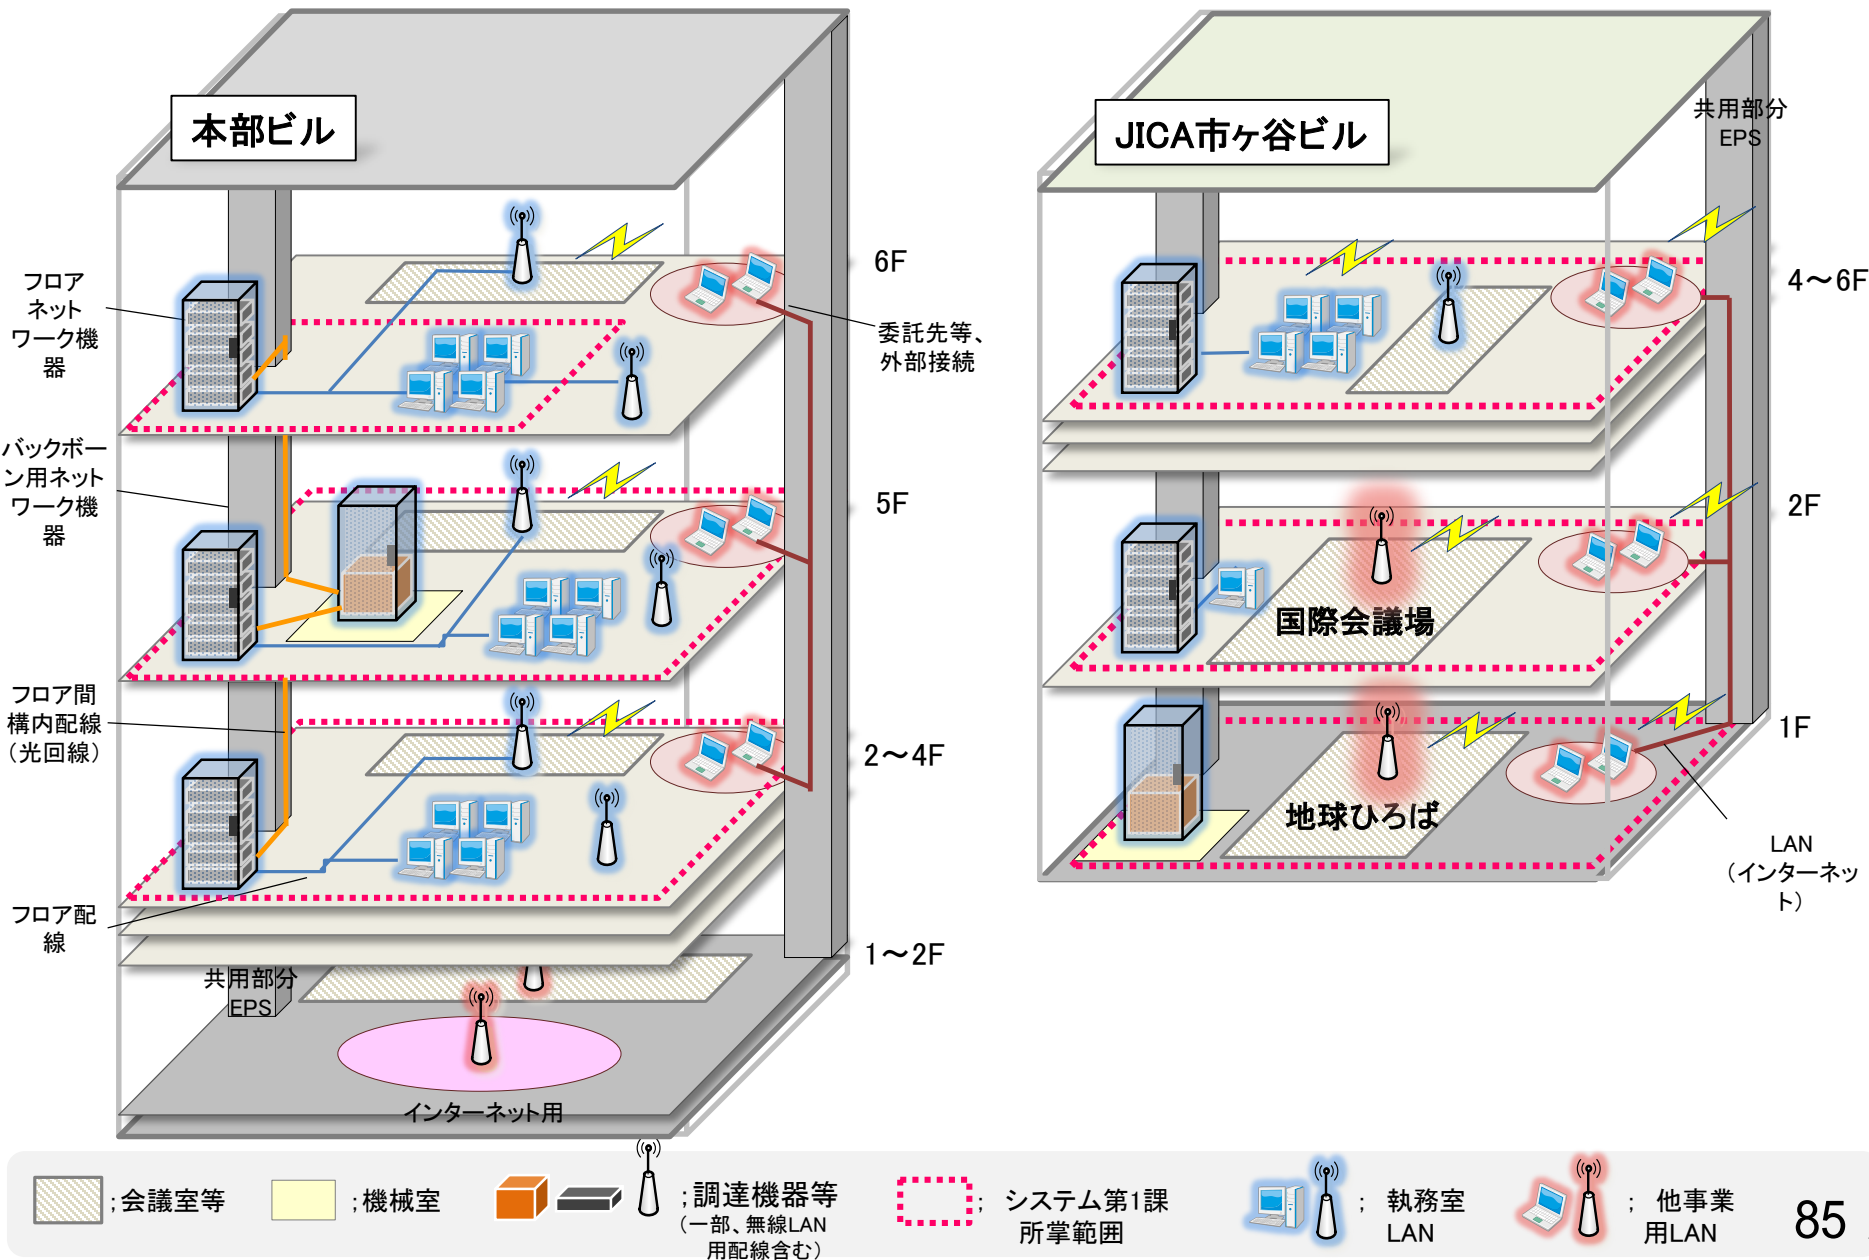 本部ビル
JICA市ヶ谷ビル
共用部分
EPS
フロア
ネット
ワーク機
器
6F
4～6F
委託先等、
外部接続
バックボー
ン用ネット
ワーク機
器
5F
2F
国際会議場
フロア間
構内配線
（光回線）
2～4F
1F
地球ひろば
LAN
（インターネッ
ト）
フロア配
線
1～2F
共用部分
EPS
インターネット用
;会議室等
;機械室
;調達機器等
（一部、無線LAN
用配線含む）
; システム第1課
所掌範囲
; 執務室
LAN
; 他事業
用LAN
85